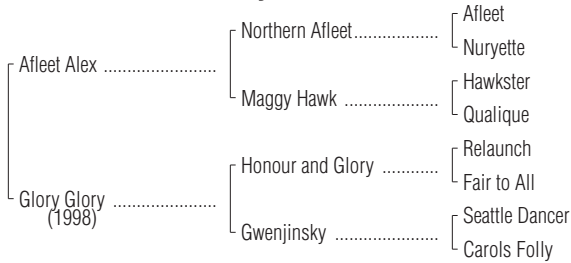 Afleet
Northern Afleet..................
Nuryette
Afleet Alex ........................
Hawkster
Maggy Hawk ....................
Qualique
Relaunch
Honour and Glory ............
Fair to All
Glory Glory ......................
(1998)
Seattle Dancer
Gwenjinsky ......................
Carols Folly